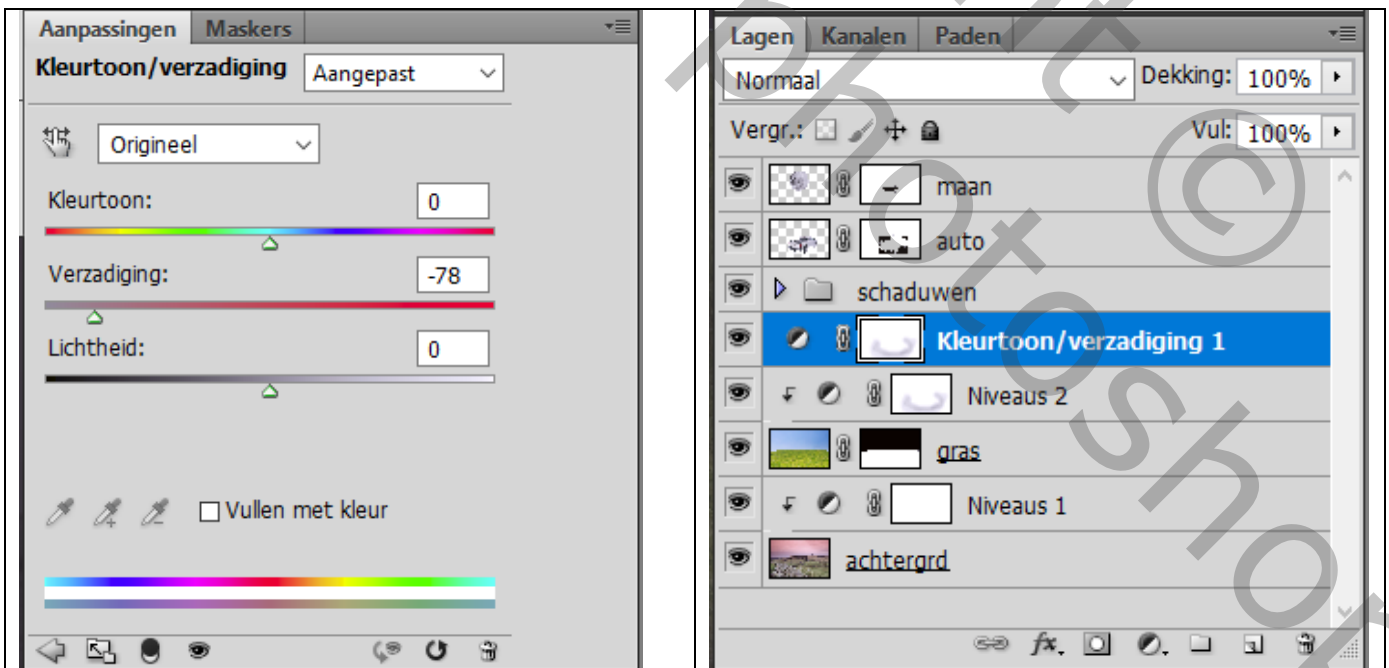 Aanpassingen Maskers
Kleurtoon/verzadiging Aangepast
Origineel
Kleurtoon: 0
Verzadiging: -78
Lichtheid: 0
Vullen met kleur
Lagen Kanalen Paden
Normaal Dekking: 100%
Vergr.: Vul: 100%
maan
auto
schaduwen
Kleurtoon/verzadiging 1
Niveaus 2
gras
Niveaus 1
achtergrd
fx.
©